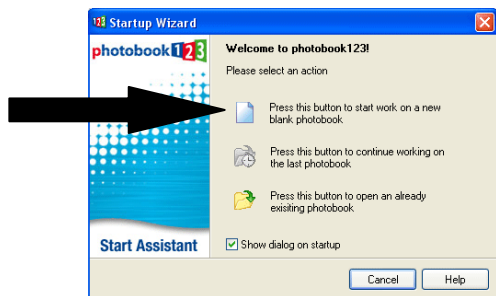 123 Startup Wizard
photobook123
Welcome to photobook123!
Please select an action
Press this button to start work on a new
blank photobook
Press this button to continue working on
the last photobook
Press this button to open an already
exisiting photobook
Start Assistant
Show dialog on startup
Cancel
Help